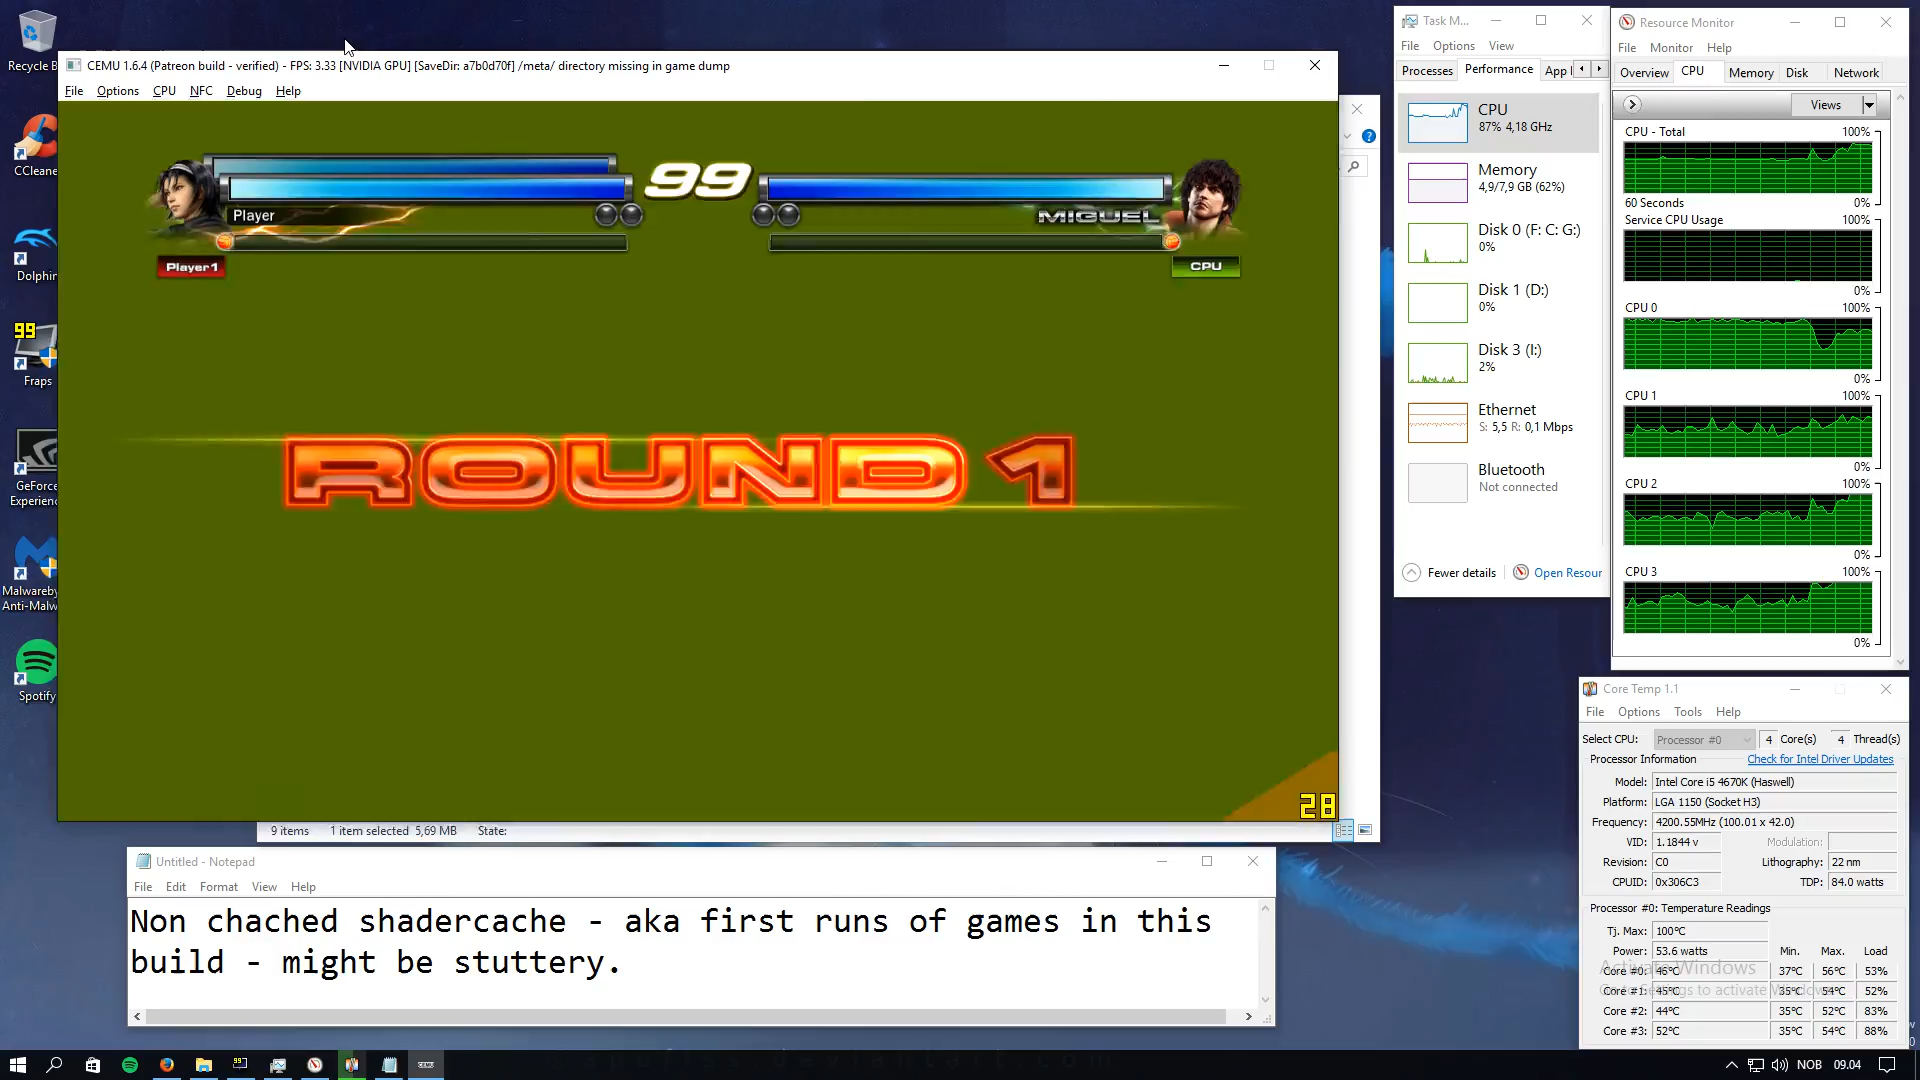 Recycle B
CCleane
Dolphin
99
Fraps
GeForce
Experienc
Malwareby
Anti-Malw
Spotify
CEMU 1.6.4 (Patreon build - verified) - FPS: 3.33 [NVIDIA GPU] [SaveDir: a7b0d70f] /meta/ directory missing in game dump
File Options CPU NFC Debug Help
99
Player
MIGUEL
Player1
CPU
ROUND 1
28
9 items 1 item selected 5,69 MB State:
Untitled - Notepad
File Edit Format View Help
Non chached shadercache - aka first runs of games in this
build - might be stuttery.
Task M...
File Options View
Processes Performance App l
CPU
87% 4,18 GHz
Memory
4,9/7,9 GB (62%)
Disk 0 (F: C: G:)
0%
Disk 1 (D:)
0%
Disk 3 (I:)
2%
Ethernet
S: 5,5 R: 0,1 Mbps
Bluetooth
Not connected
Fewer details Open Resour
Resource Monitor
File Monitor Help
Overview CPU Memory Disk Network
Views
CPU - Total 100%
60 Seconds 0%
Service CPU Usage 100%
0%
CPU 0 100%
0%
CPU 1 100%
0%
CPU 2 100%
0%
CPU 3 100%
0%
Core Temp 1.1
File Options Tools Help
Select CPU: Processor #0 4 Core(s) 4 Thread(s)
Processor Information Check for Intel Driver Updates
Model: Intel Core i5 4670K (Haswell)
Platform: LGA 1150 (Socket H3)
Frequency: 4200.55MHz (100.01 x 42.0)
VID: 1.1844 v Modulation:
Revision: C0 Lithography: 22 nm
CPUID: 0x306C3 TDP: 84.0 watts
Processor #0: Temperature Readings
Tj. Max: 100°C
Power: 53.6 watts Min. Max. Load
Activate Windows
Core #0: 46°C 37°C 56°C 53%
Core #1: 45°C 35°C 54°C 52%
Core #2: 44°C 35°C 52°C 83%
Core #3: 52°C 35°C 54°C 88%
NOB 09.04